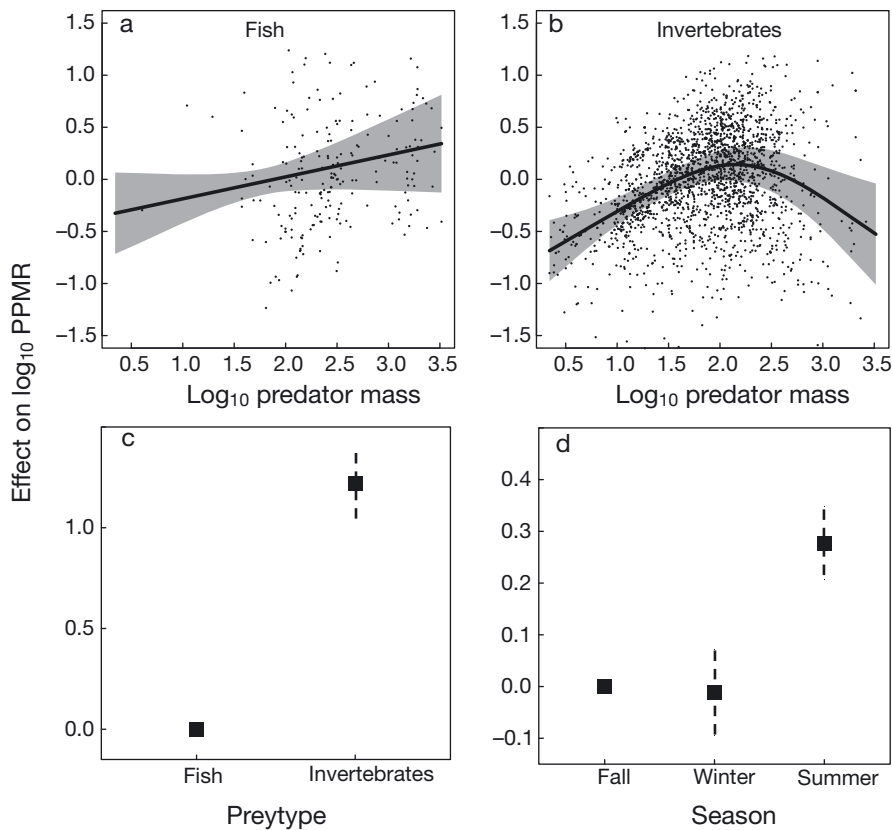 a
Fish
1.5
1.0
0.5
0.0
−0.5
−1.0
−1.5
0.5 1.0 1.5 2.0 2.5 3.0 3.5
Log10 predator mass
b
Invertebrates
1.5
1.0
0.5
0.0
−0.5
−1.0
−1.5
0.5 1.0 1.5 2.0 2.5 3.0 3.5
Log10 predator mass
Effect on log10 PPMR
c
1.0
0.5
0.0
Fish Invertebrates
Preytype
d
0.4
0.3
0.2
0.1
0.0
−0.1
Fall Winter Summer
Season